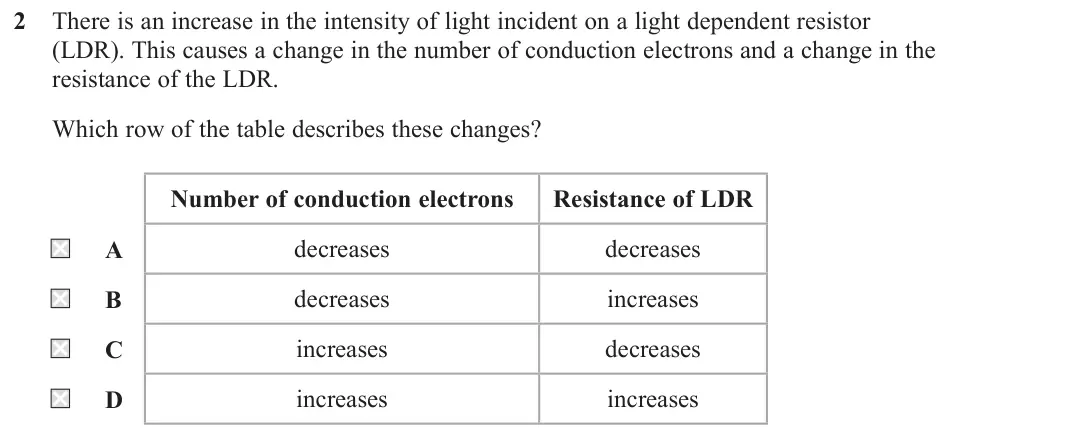 2 There is an increase in the intensity of light incident on a light dependent resistor
(LDR). This causes a change in the number of conduction electrons and a change in the
resistance of the LDR.
Which row of the table describes these changes?
Number of conduction electrons Resistance of LDR
A decreases decreases
B decreases increases
C increases decreases
D increases increases